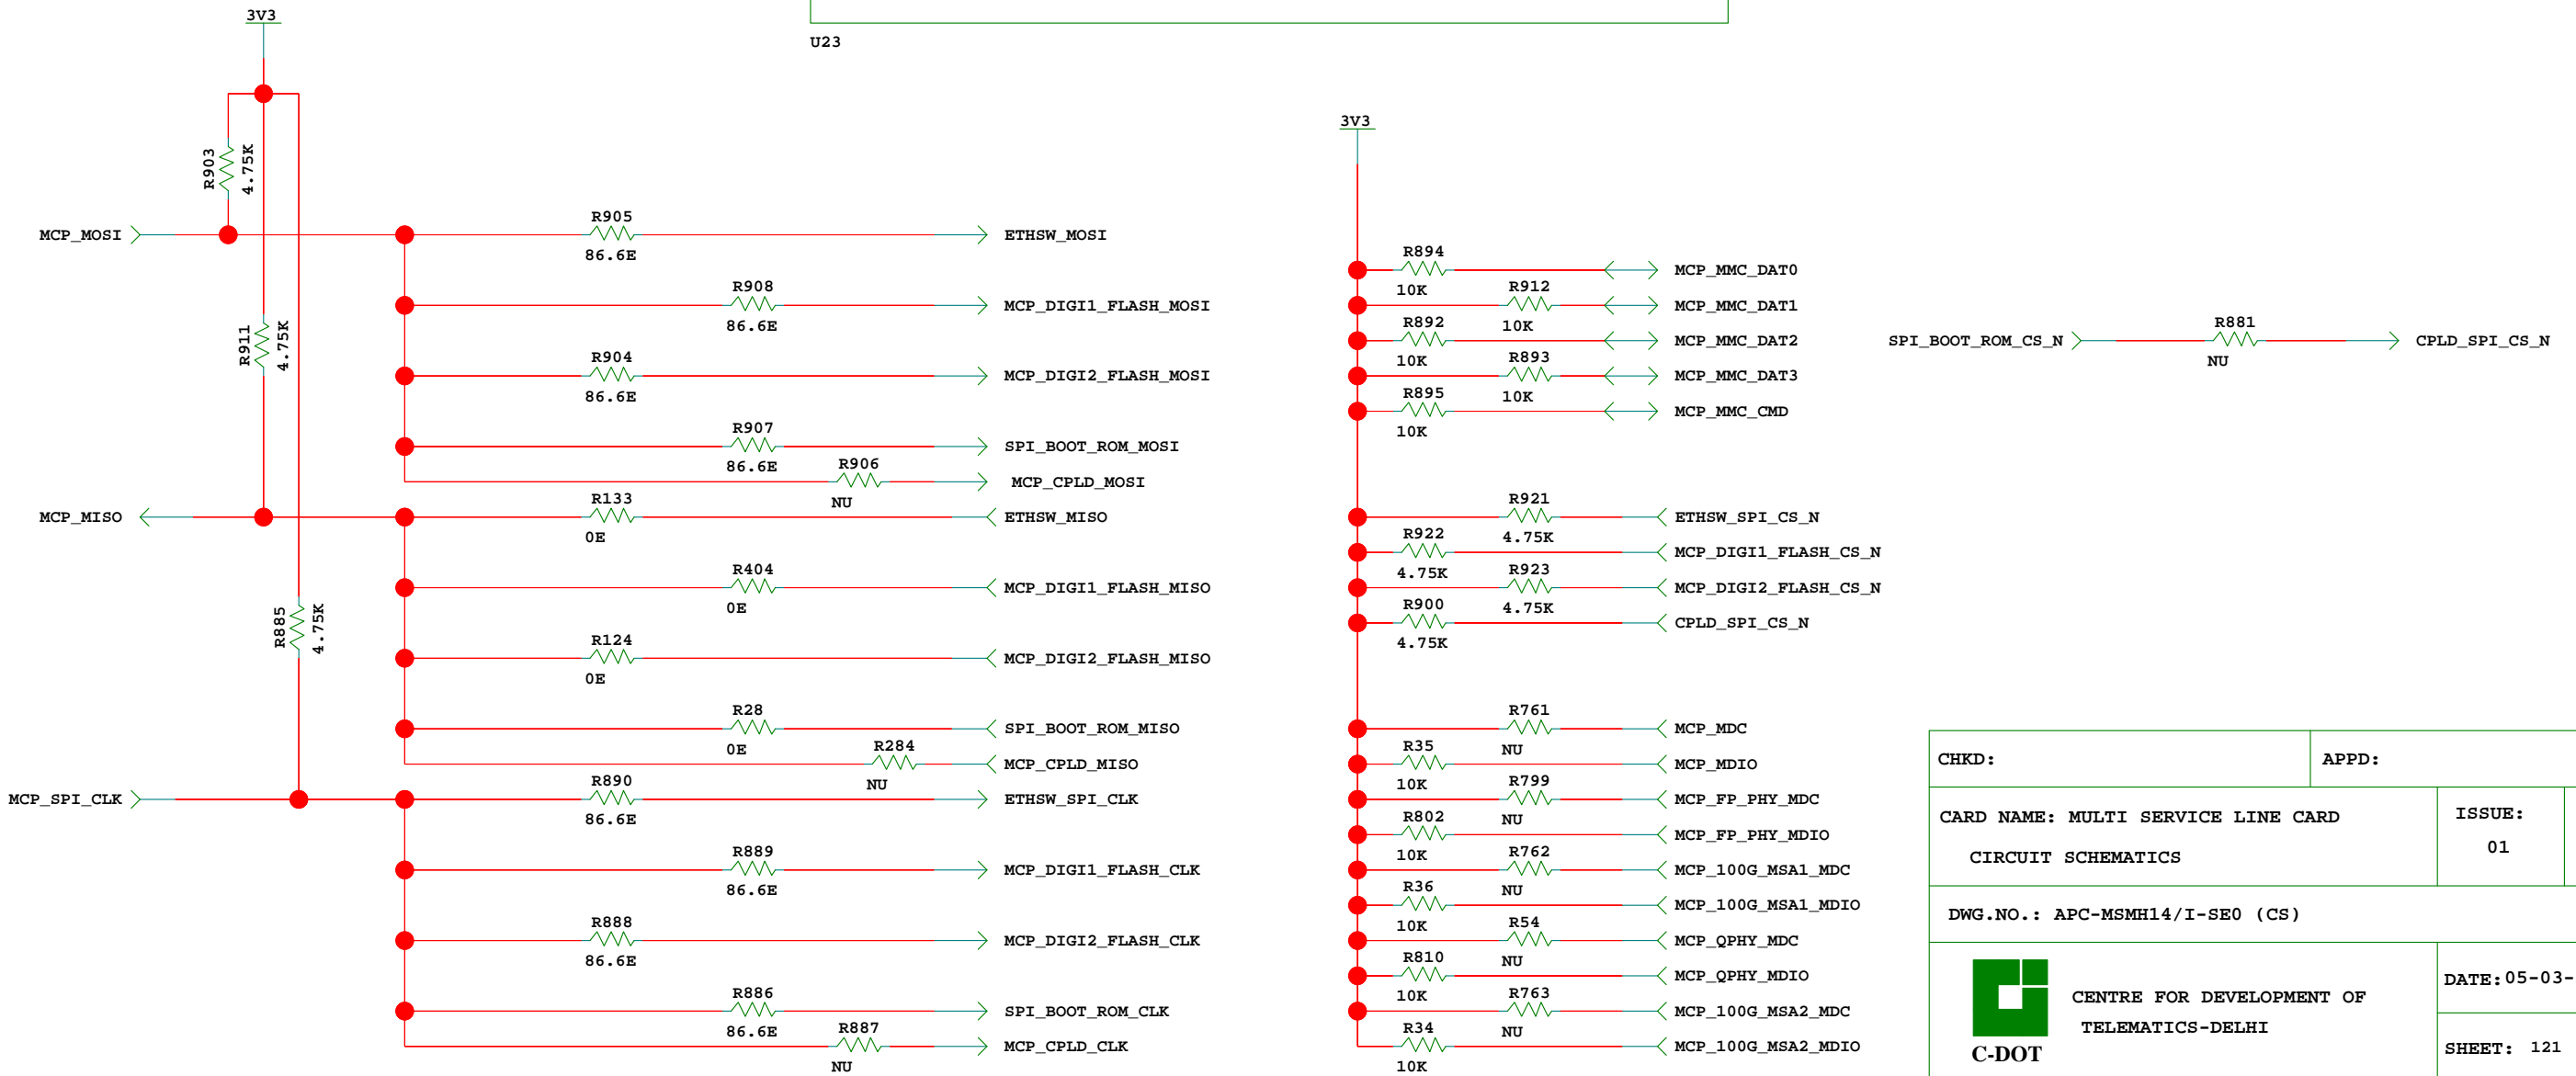 3V3
U23
R903
4.75K
MCP_MOSI
R911
4.75K
MCP_MISO
R885
4.75K
MCP_SPI_CLK
R905
86.6E
ETHSW_MOSI
R908
86.6E
MCP_DIGI1_FLASH_MOSI
R904
86.6E
MCP_DIGI2_FLASH_MOSI
R907
86.6E
SPI_BOOT_ROM_MOSI
R906
NU
MCP_CPLD_MOSI
R133
0E
ETHSW_MISO
R404
0E
MCP_DIGI1_FLASH_MISO
R124
0E
MCP_DIGI2_FLASH_MISO
R28
0E
SPI_BOOT_ROM_MISO
R284
NU
MCP_CPLD_MISO
R890
86.6E
ETHSW_SPI_CLK
R889
86.6E
MCP_DIGI1_FLASH_CLK
R888
86.6E
MCP_DIGI2_FLASH_CLK
R886
86.6E
SPI_BOOT_ROM_CLK
R887
NU
MCP_CPLD_CLK
3V3
R894
10K
MCP_MMC_DAT0
R912
10K
MCP_MMC_DAT1
R892
10K
MCP_MMC_DAT2
R893
10K
MCP_MMC_DAT3
R895
10K
MCP_MMC_CMD
R921
4.75K
ETHSW_SPI_CS_N
R922
4.75K
MCP_DIGI1_FLASH_CS_N
R923
4.75K
MCP_DIGI2_FLASH_CS_N
R900
4.75K
CPLD_SPI_CS_N
R761
NU
MCP_MDC
R35
10K
MCP_MDIO
R799
NU
MCP_FP_PHY_MDC
R802
10K
MCP_FP_PHY_MDIO
R762
NU
MCP_100G_MSA1_MDC
R36
10K
MCP_100G_MSA1_MDIO
R54
NU
MCP_QPHY_MDC
R810
10K
MCP_QPHY_MDIO
R763
NU
MCP_100G_MSA2_MDC
R34
10K
MCP_100G_MSA2_MDIO
SPI_BOOT_ROM_CS_N
R881
NU
CPLD_SPI_CS_N
CHKD:
APPD:
CARD NAME: MULTI SERVICE LINE CARD
CIRCUIT SCHEMATICS
ISSUE:
01
DWG.NO.: APC-MSMH14/I-SE0 (CS)
C-DOT
CENTRE FOR DEVELOPMENT OF
TELEMATICS-DELHI
DATE:05-03-
SHEET: 121